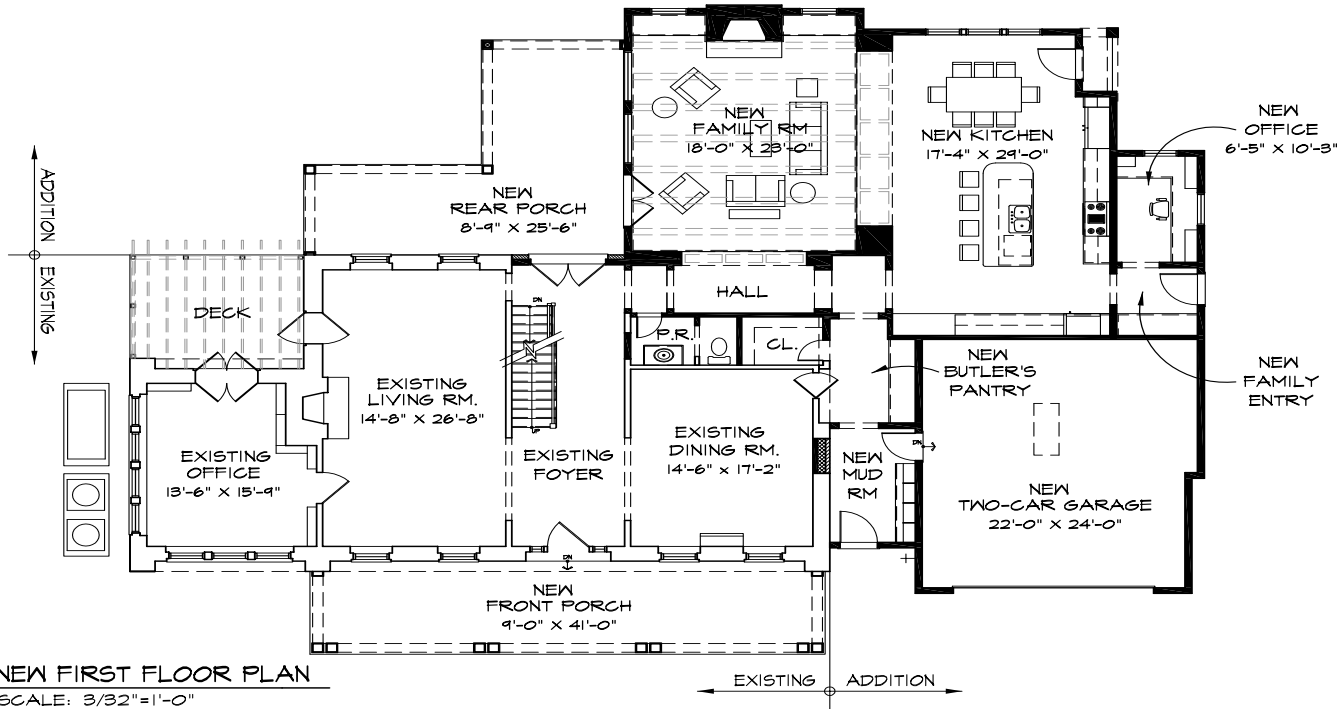 NEW
FAMILY RM
18'-0" X 23'-0"
NEW KITCHEN
17'-4" X 29'-0"
NEW
OFFICE
6'-5" X 10'-3"
ADDITION
EXISTING
NEW
REAR PORCH
8'-9" X 25'-6"
DECK
HALL
DN
P.R.
CL.
NEW
BUTLER'S
PANTRY
NEW
FAMILY
ENTRY
EXISTING
LIVING RM.
14'-8" X 26'-8"
UP
EXISTING
OFFICE
13'-6" X 15'-9"
EXISTING
FOYER
EXISTING
DINING RM.
14'-6" X 17'-2"
NEW
MUD
RM
DN
NEW
TWO-CAR GARAGE
22'-0" X 24'-0"
DN
NEW
FRONT PORCH
9'-0" X 41'-0"
NEW FIRST FLOOR PLAN
SCALE: 3/32"=1'-0"
EXISTING
ADDITION